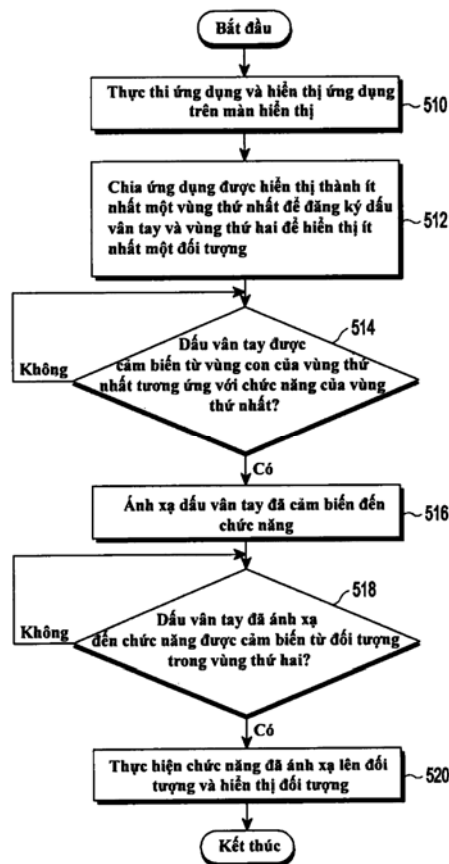 Bắt đầu
Thực thi ứng dụng và hiển thị ứng dụng
trên màn hiển thị
510
Chia ứng dụng được hiển thị thành ít
nhất một vùng thứ nhất để đăng ký dấu
vân tay và vùng thứ hai để hiển thị ít
nhất một đối tượng
512
514
Dấu vân tay được
cảm biến từ vùng con của vùng thứ
nhất tương ứng với chức năng của vùng
thứ nhất?
Không
Có
Ánh xạ dấu vân tay đã cảm biến đến
chức năng
516
518
Dấu vân tay đã ánh xạ
đến chức năng được cảm biến từ đối tượng
trong vùng thứ hai?
Không
Có
Thực hiện chức năng đã ánh xạ lên đối
tượng và hiển thị đối tượng
520
Kết thúc